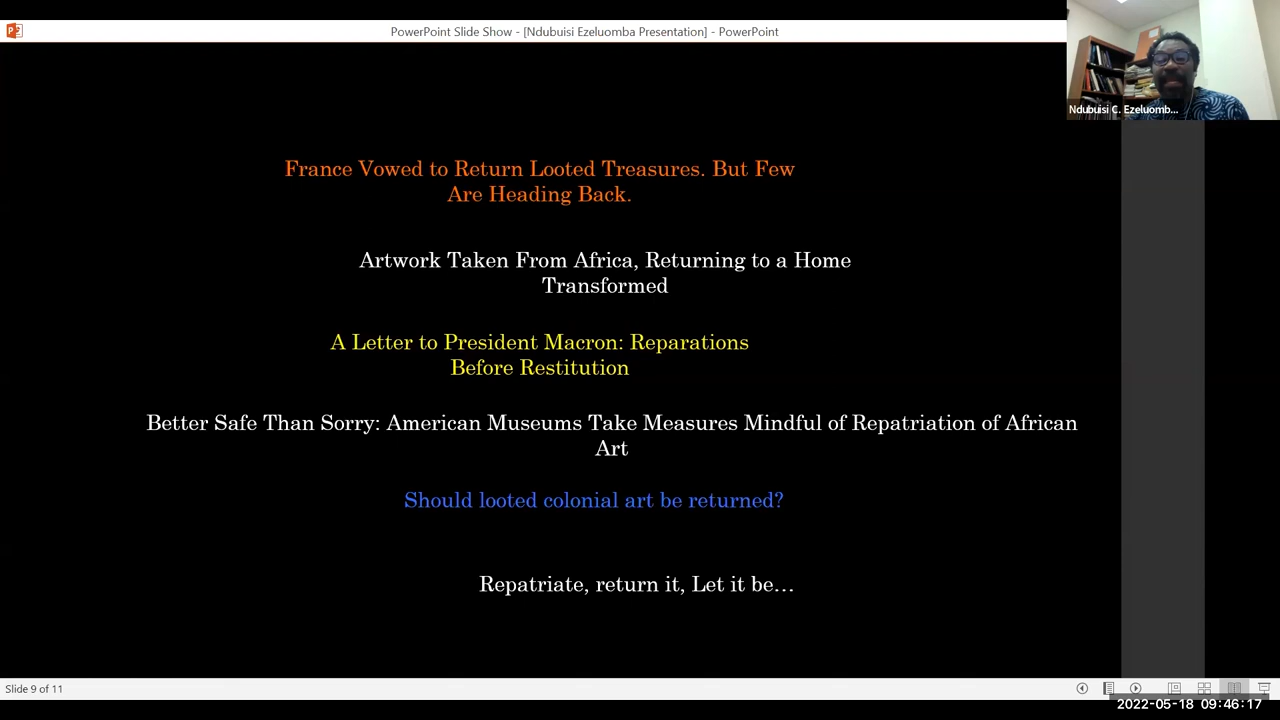 PowerPoint Slide Show - [Ndubuisi Ezeluomba Presentation] - PowerPoint
Ndubuisi C. Ezeluomb...
France Vowed to Return Looted Treasures. But Few
Are Heading Back.
Artwork Taken From Africa, Returning to a Home
Transformed
A Letter to President Macron: Reparations
Before Restitution
Better Safe Than Sorry: American Museums Take Measures Mindful of Repatriation of African
Art
Should looted colonial art be returned?
Repatriate, return it, Let it be...
Slide 9 of 11
2022-05-18 09:46:17